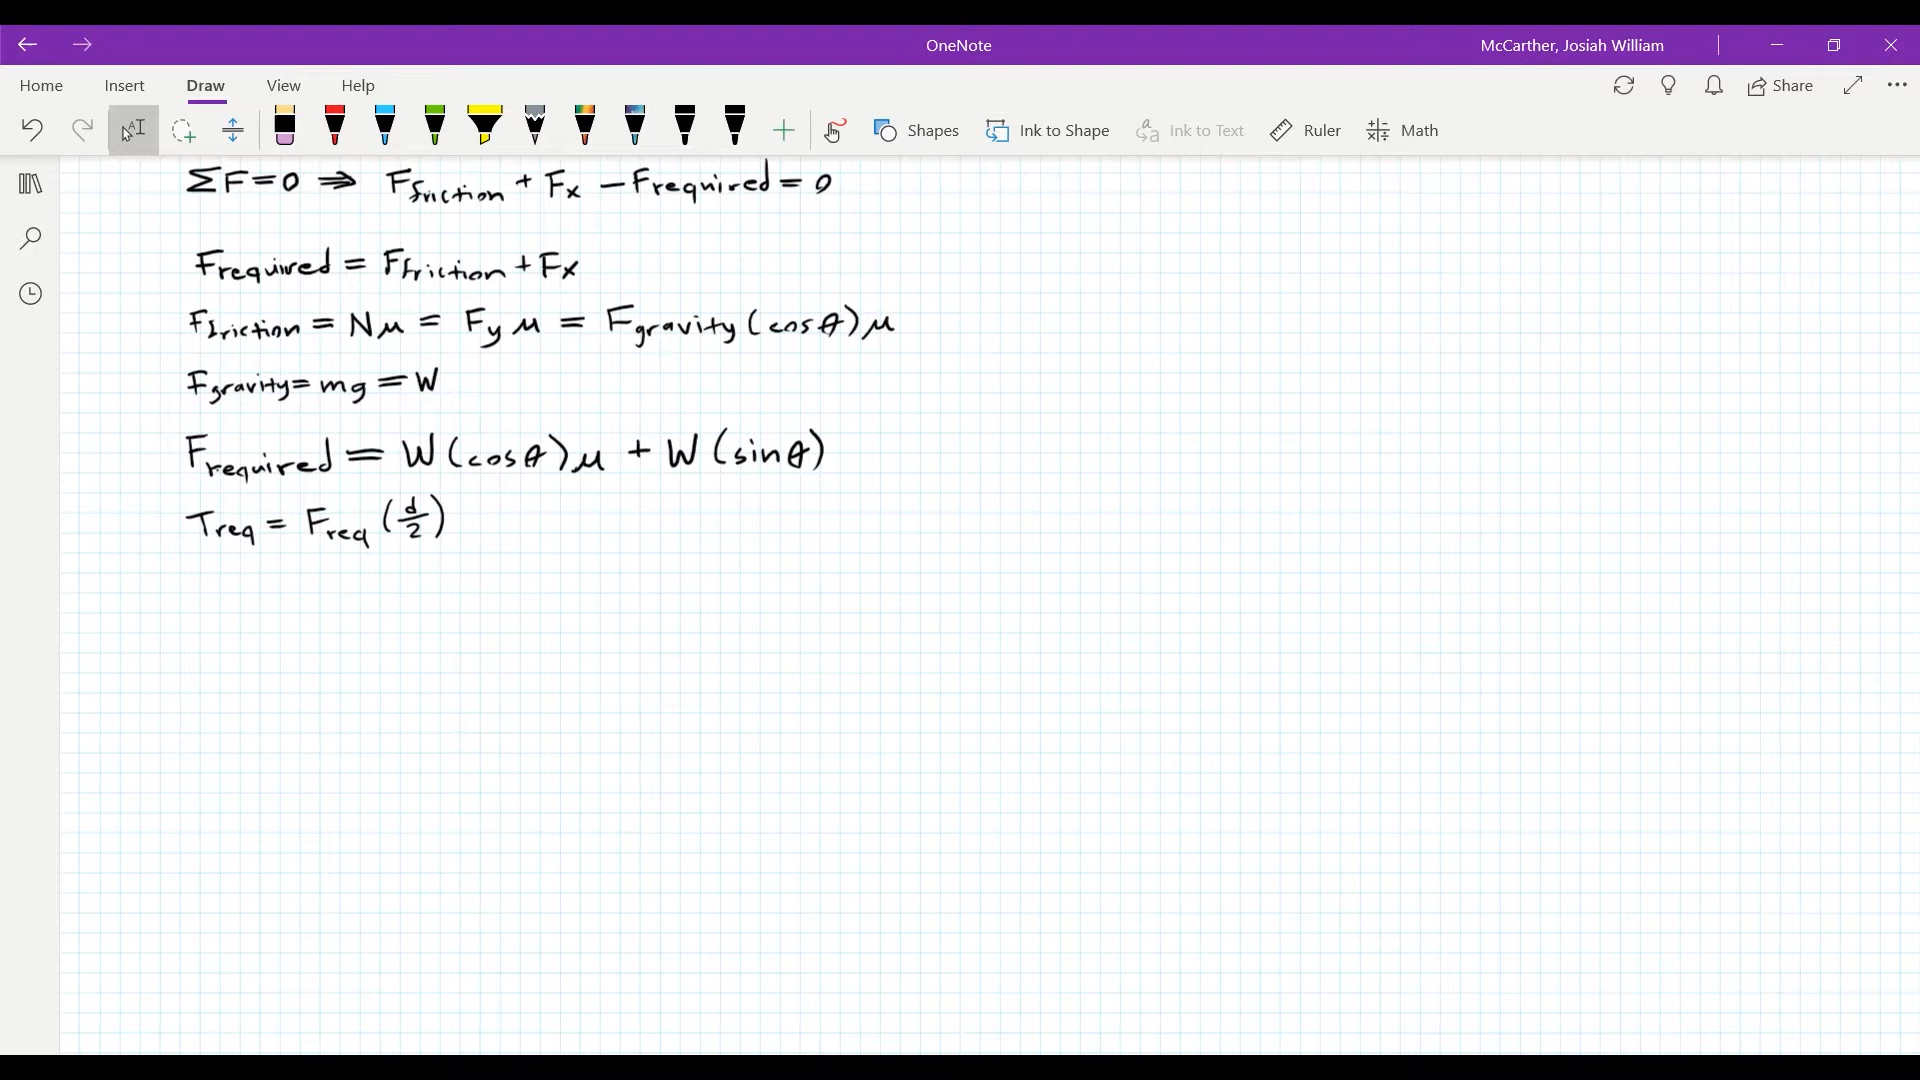 OneNote
McCarther, Josiah William
Home Insert Draw View Help
Share
Shapes Ink to Shape Ink to Text Ruler Math
ΣF=0 ⇒ Ffriction + Fx − Frequired = 0
Frequired = Ffriction + Fx
Ffriction = Nμ = Fy μ = Fgravity (cosθ)μ
Fgravity = mg = W
Frequired = W(cosθ)μ + W(sinθ)
Treq = Freq (d/2)